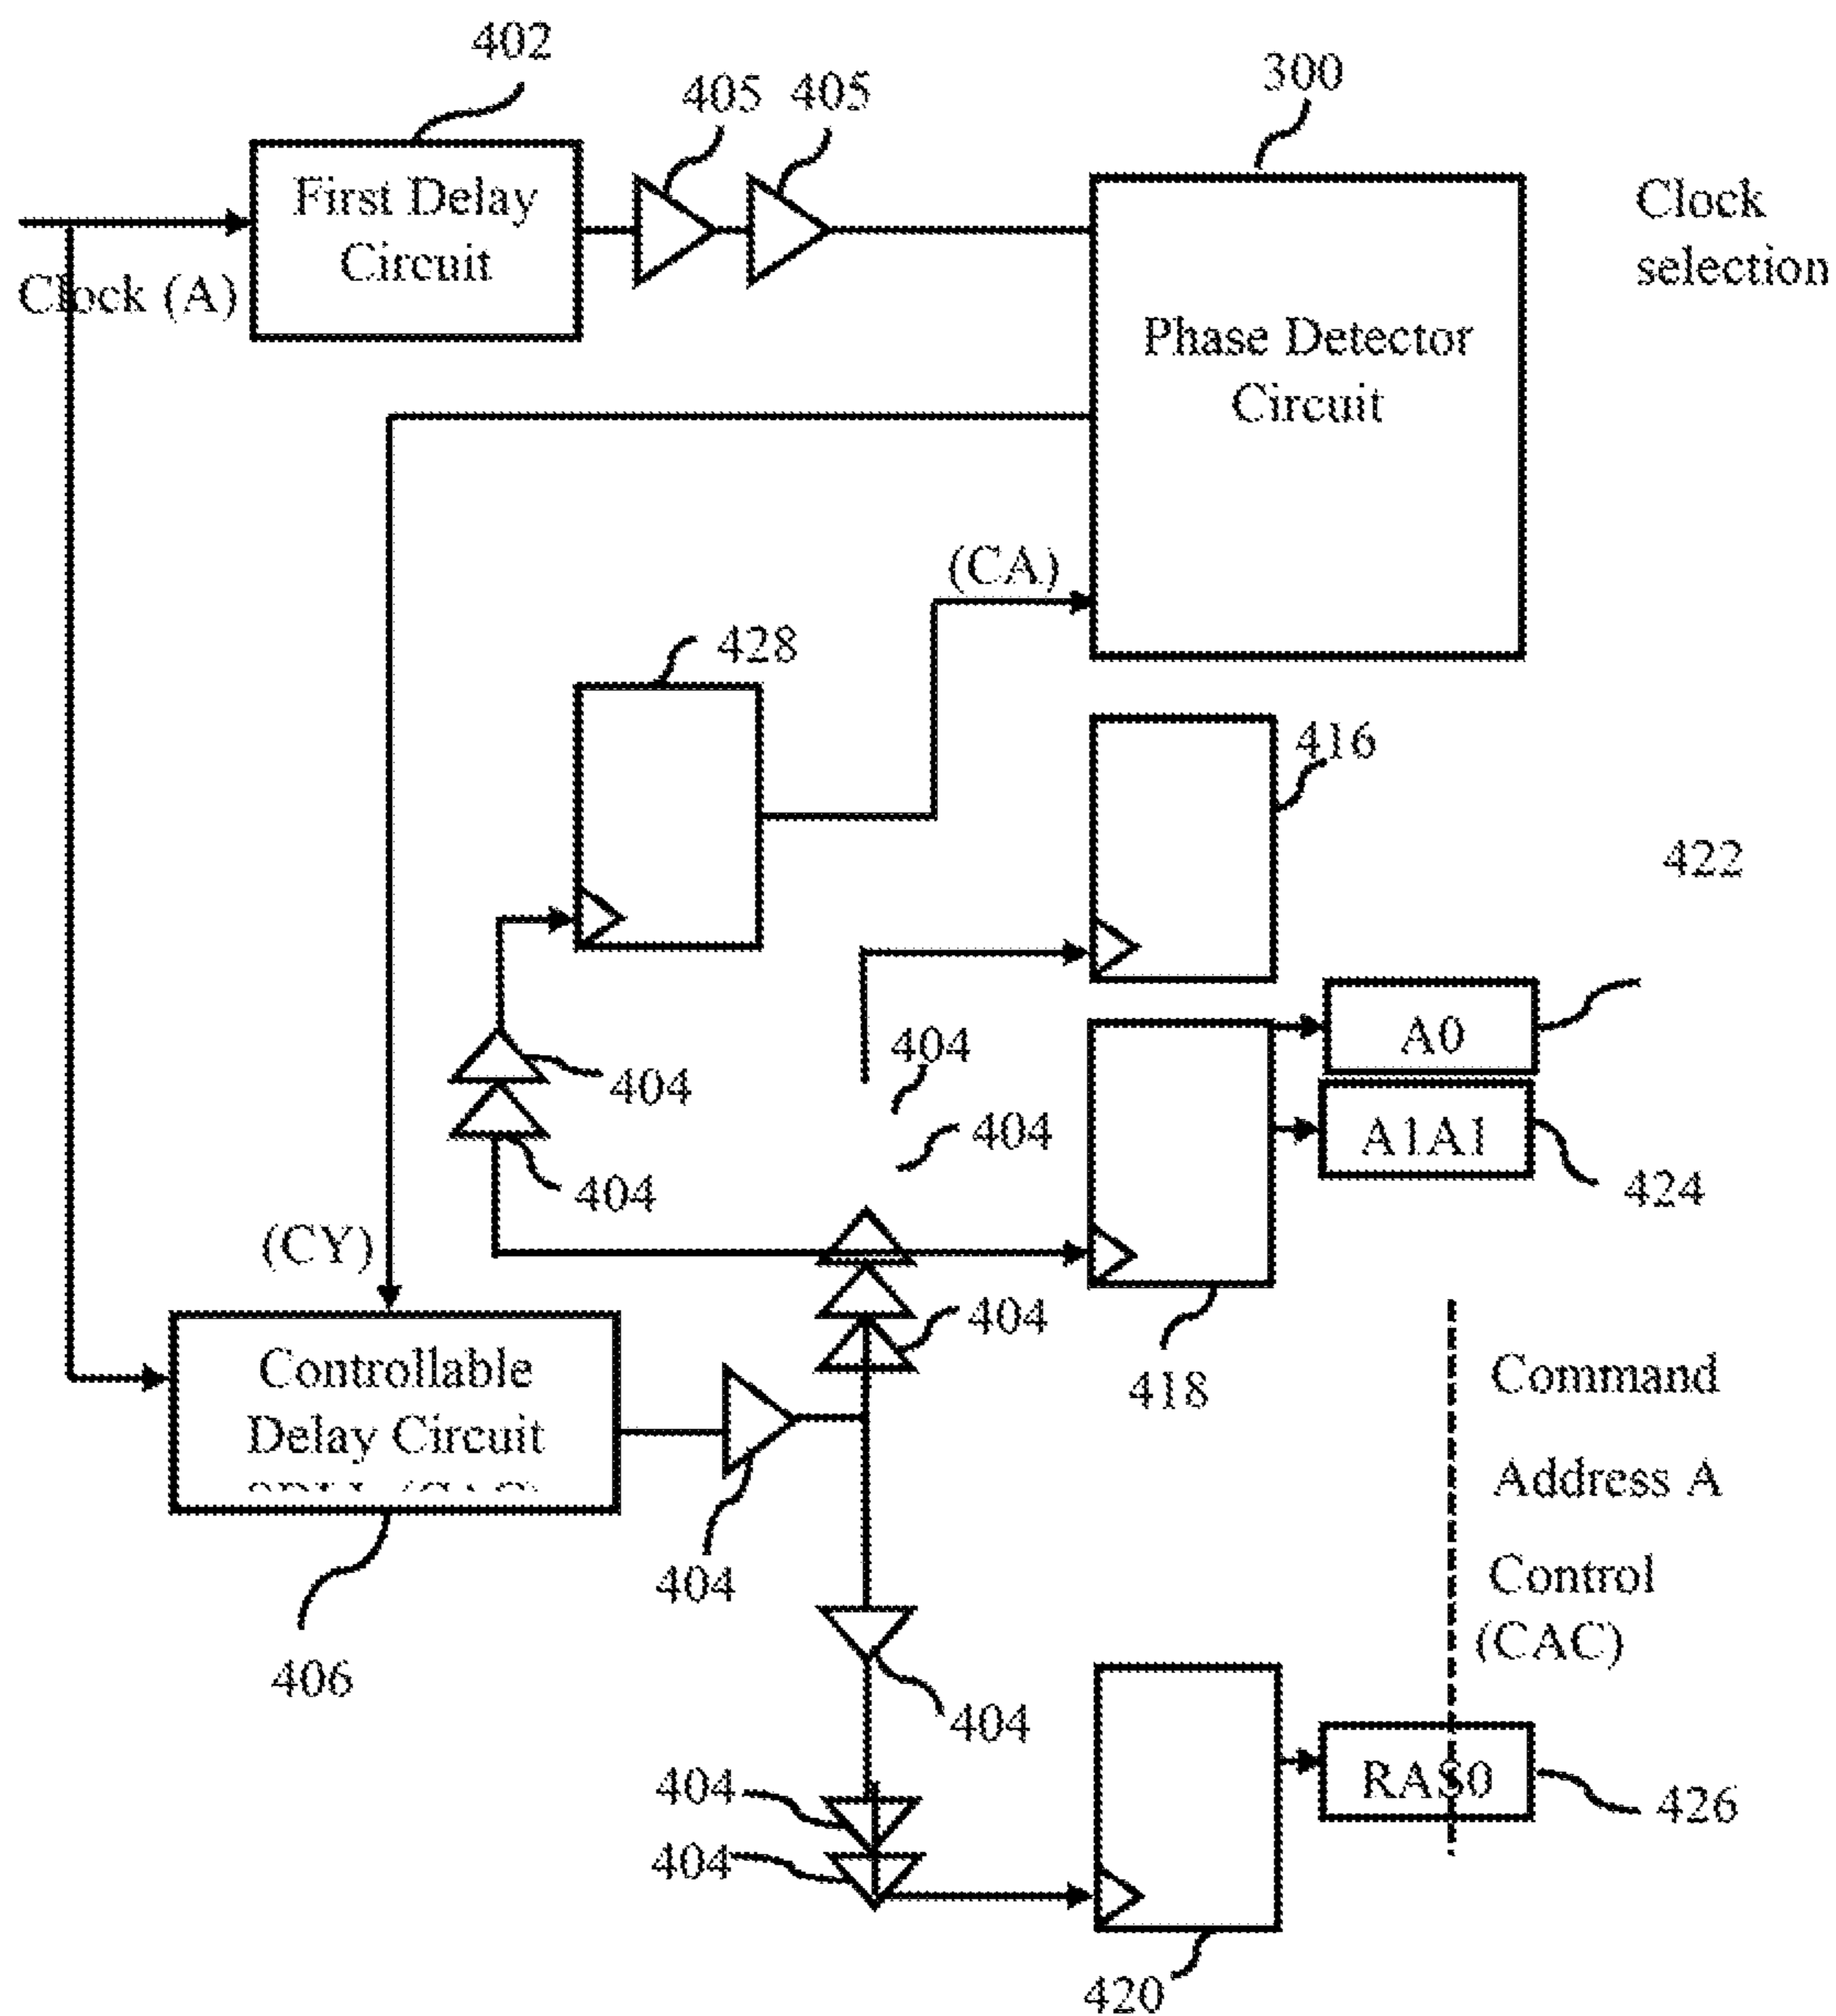 402
405
405
300
First Delay
Circuit
Clock
selection
Clock (A)
Phase Detector
Circuit
(CA)
428
416
422
404
A0
404
404
A1A1
404
424
(CY)
404
418
Controllable
Delay Circuit
Command
Address A
404
Control
(CAC)
406
404
404
RAS0
426
404
420